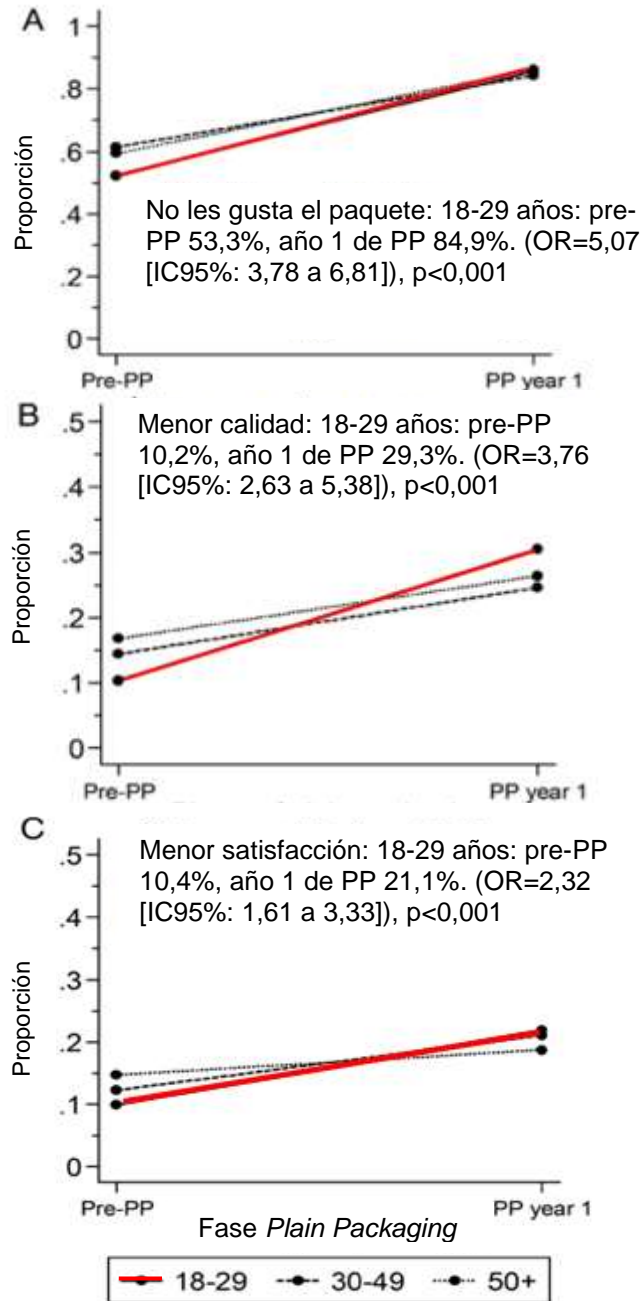 A
1
.8
.6
.4
.2
0
Proporción
No les gusta el paquete: 18-29 años: pre-
PP 53,3%, año 1 de PP 84,9%. (OR=5,07
[IC95%: 3,78 a 6,81]), p<0,001
Pre-PP
PP year 1
B
.5
.4
.3
.2
.1
0
Proporción
Menor calidad: 18-29 años: pre-PP
10,2%, año 1 de PP 29,3%. (OR=3,76
[IC95%: 2,63 a 5,38]), p<0,001
Pre-PP
PP year 1
C
.5
.4
.3
.2
.1
0
Proporción
Menor satisfacción: 18-29 años: pre-PP
10,4%, año 1 de PP 21,1%. (OR=2,32
[IC95%: 1,61 a 3,33]), p<0,001
Pre-PP
PP year 1
Fase Plain Packaging
18-29 30-49 50+